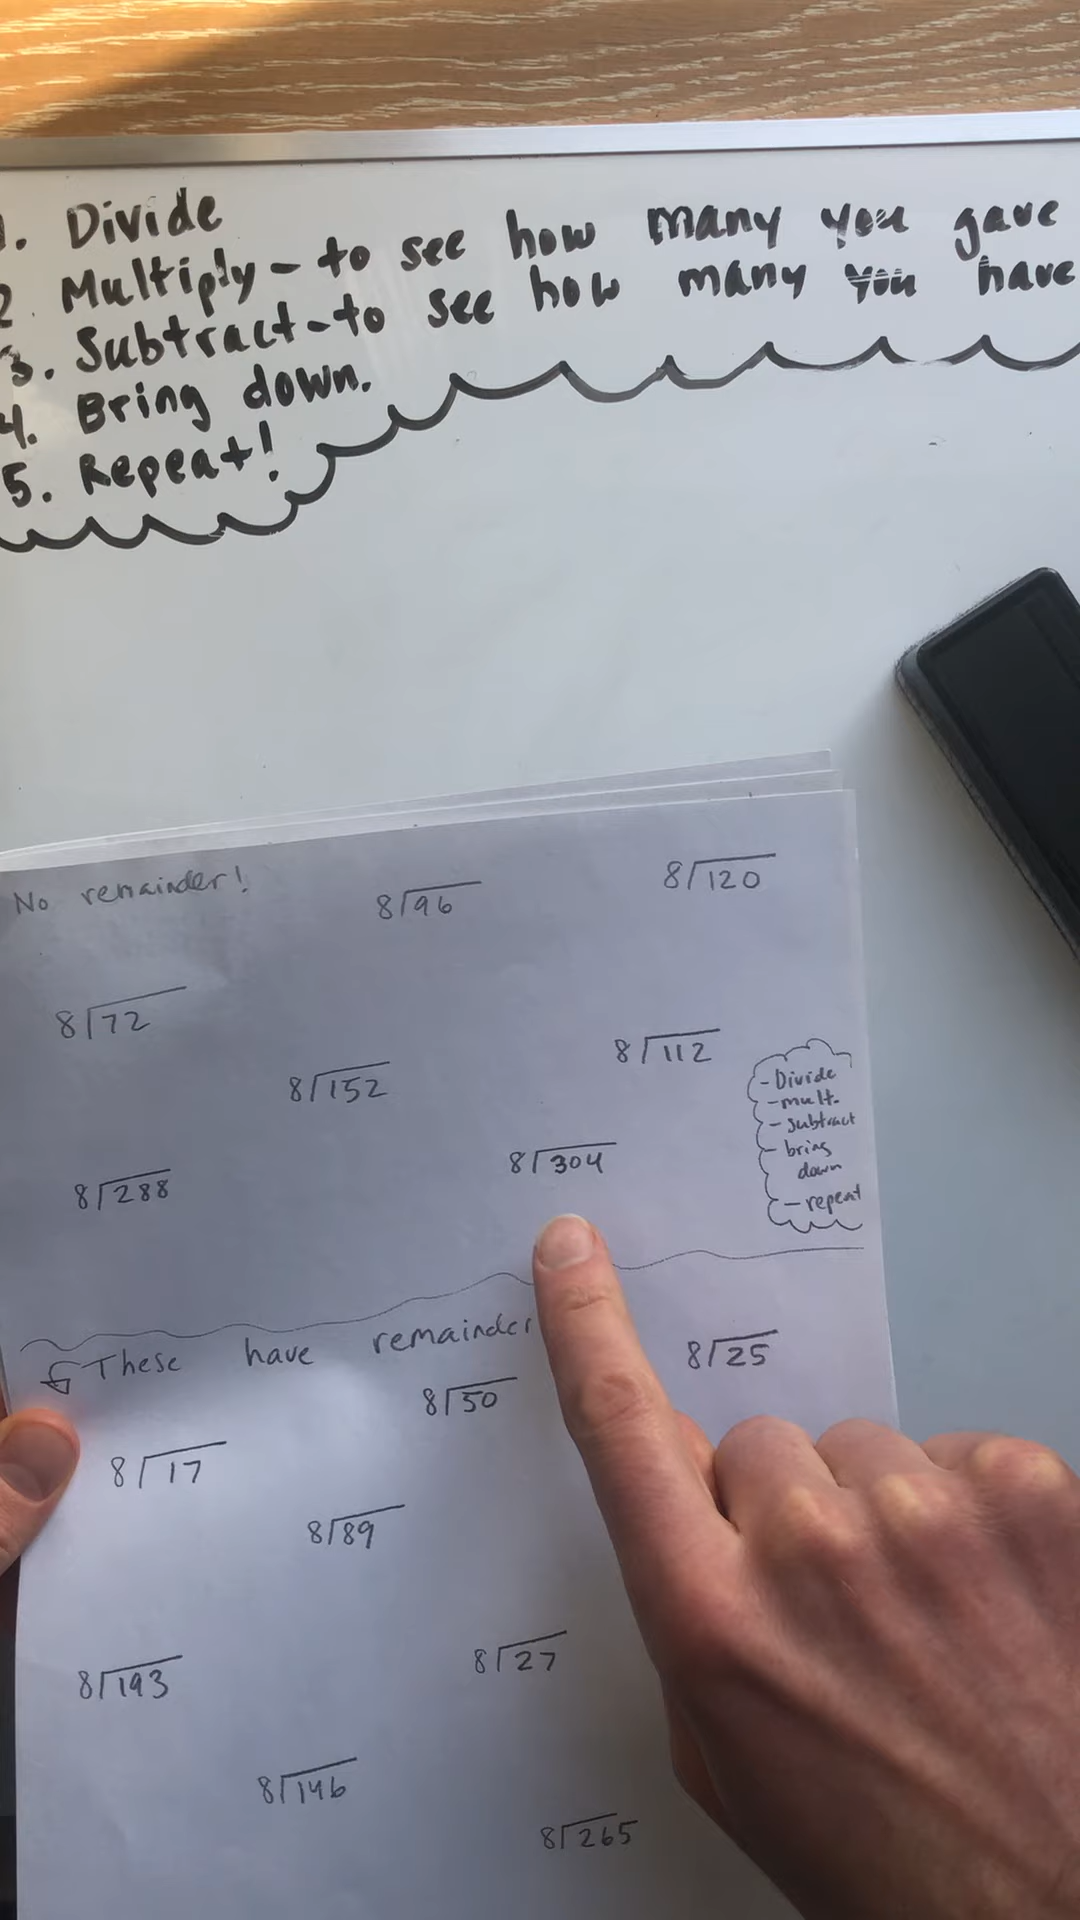 1. Divide
2. Multiply - to see how many you gave
3. Subtract - to see how many you have
4. Bring down.
5. Repeat!
No remainder!
8⟌96
8⟌120
8⟌72
8⟌152
8⟌112
8⟌288
8⟌304
- Divide
- mult.
- subtract
- bring
down
- repeat
These have remainder
8⟌50
8⟌25
8⟌17
8⟌89
8⟌193
8⟌27
8⟌146
8⟌265